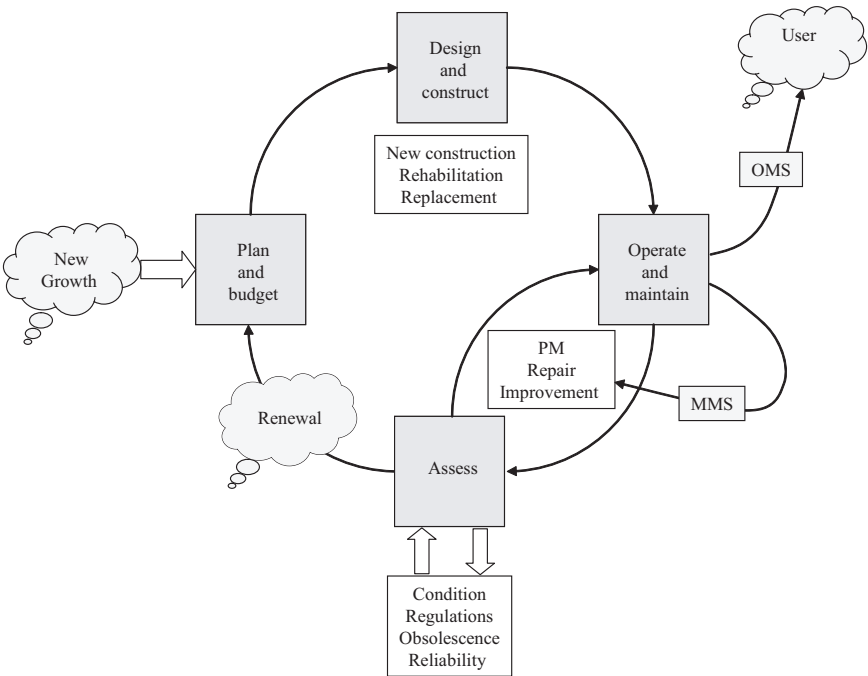 Design
and
construct
User
New construction
Rehabilitation
Replacement
OMS
New
Growth
Plan
and
budget
Operate
and
maintain
PM
Repair
Improvement
MMS
Renewal
Assess
Condition
Regulations
Obsolescence
Reliability